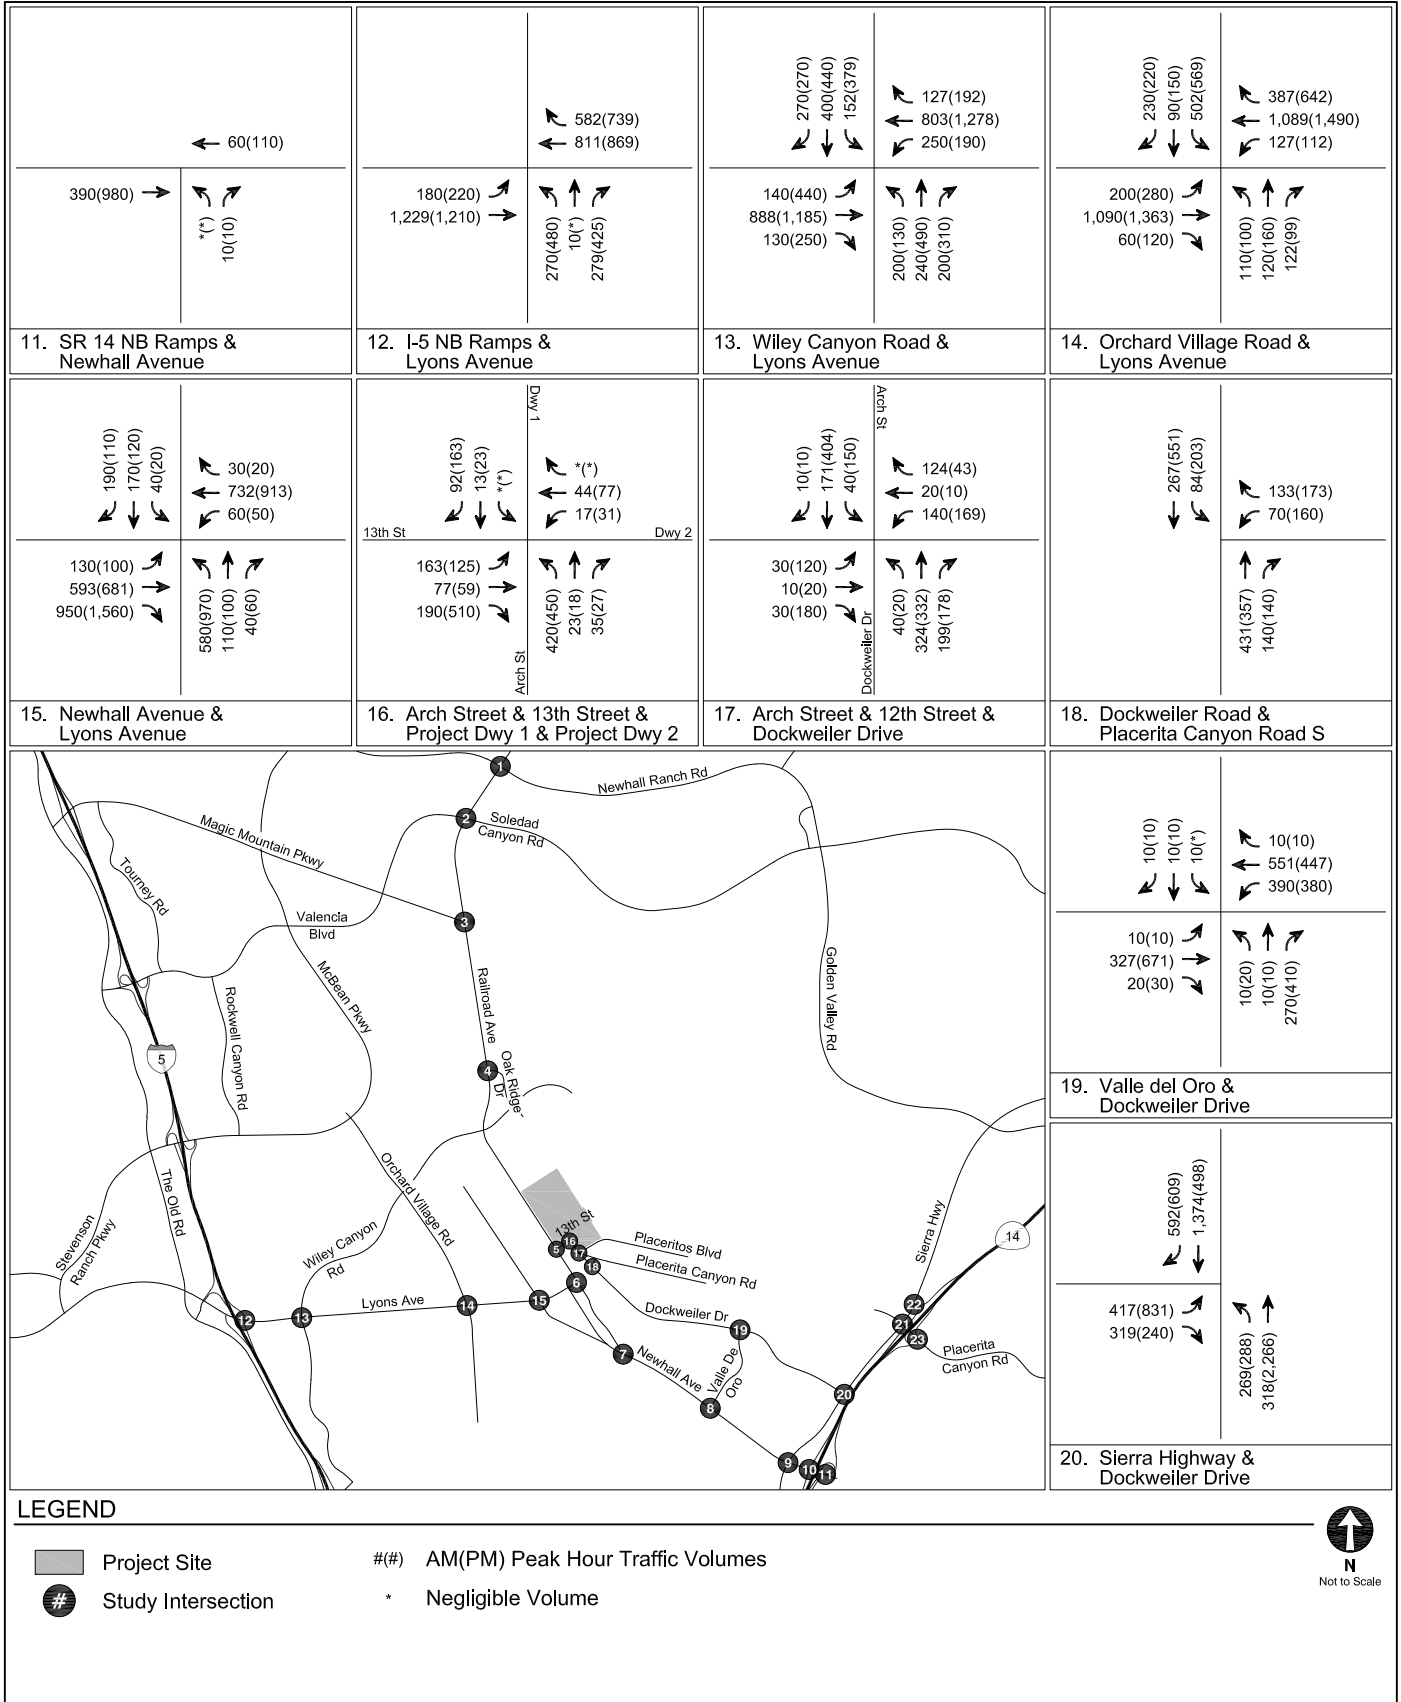 60(110)
390(980)
*(*)
10(10)
11. SR 14 NB Ramps &
Newhall Avenue
582(739)
811(869)
180(220)
1,229(1,210)
270(480)
10(*)
279(425)
12. I-5 NB Ramps &
Lyons Avenue
270(270)
400(440)
152(379)
127(192)
803(1,278)
250(190)
140(440)
888(1,185)
130(250)
200(130)
240(490)
200(310)
13. Wiley Canyon Road &
Lyons Avenue
230(220)
90(150)
502(569)
387(642)
1,089(1,490)
127(112)
200(280)
1,090(1,363)
60(120)
110(100)
120(160)
122(99)
14. Orchard Village Road &
Lyons Avenue
190(110)
170(120)
40(20)
30(20)
732(913)
60(50)
130(100)
593(681)
950(1,560)
580(970)
110(100)
40(60)
15. Newhall Avenue &
Lyons Avenue
Dwy 1
92(163)
13(23)
*(*)
*(*)
44(77)
17(31)
13th St
Dwy 2
163(125)
77(59)
190(510)
420(450)
23(18)
35(27)
Arch St
16. Arch Street & 13th Street &
Project Dwy 1 & Project Dwy 2
Arch St
10(10)
171(404)
40(150)
124(43)
20(10)
140(169)
30(120)
10(20)
30(180)
40(20)
324(332)
199(178)
Dockweiler Dr
17. Arch Street & 12th Street &
Dockweiler Drive
267(551)
84(203)
133(173)
70(160)
431(357)
140(140)
18. Dockweiler Road &
Placerita Canyon Road S
10(10)
10(10)
10(*)
10(10)
551(447)
390(380)
10(10)
327(671)
20(30)
10(20)
10(10)
270(410)
19. Valle del Oro &
Dockweiler Drive
592(609)
1,374(498)
417(831)
319(240)
269(288)
318(2,266)
20. Sierra Highway &
Dockweiler Drive
1
Newhall Ranch Rd
2
Soledad
Canyon Rd
Magic Mountain Pkwy
Tourney Rd
3
Valencia
Blvd
McBean Pkwy
Railroad Ave
Golden Valley Rd
Rockwell Canyon Rd
5
4
Oak Ridge
Dr
Orchard Village Rd
The Old Rd
Stevenson
Ranch Pkwy
Wiley Canyon
Rd
13th St
5
16
17
18
Placeritos Blvd
Placerita Canyon Rd
Sierra Hwy
14
6
12
13
Lyons Ave
14
15
Dockweiler Dr
19
22
21
23
Placerita
Canyon Rd
7
Newhall Ave
Valle De
Oro
8
20
9
10
11
LEGEND
Project Site
#(#) AM(PM) Peak Hour Traffic Volumes
# Study Intersection
* Negligible Volume
N
Not to Scale